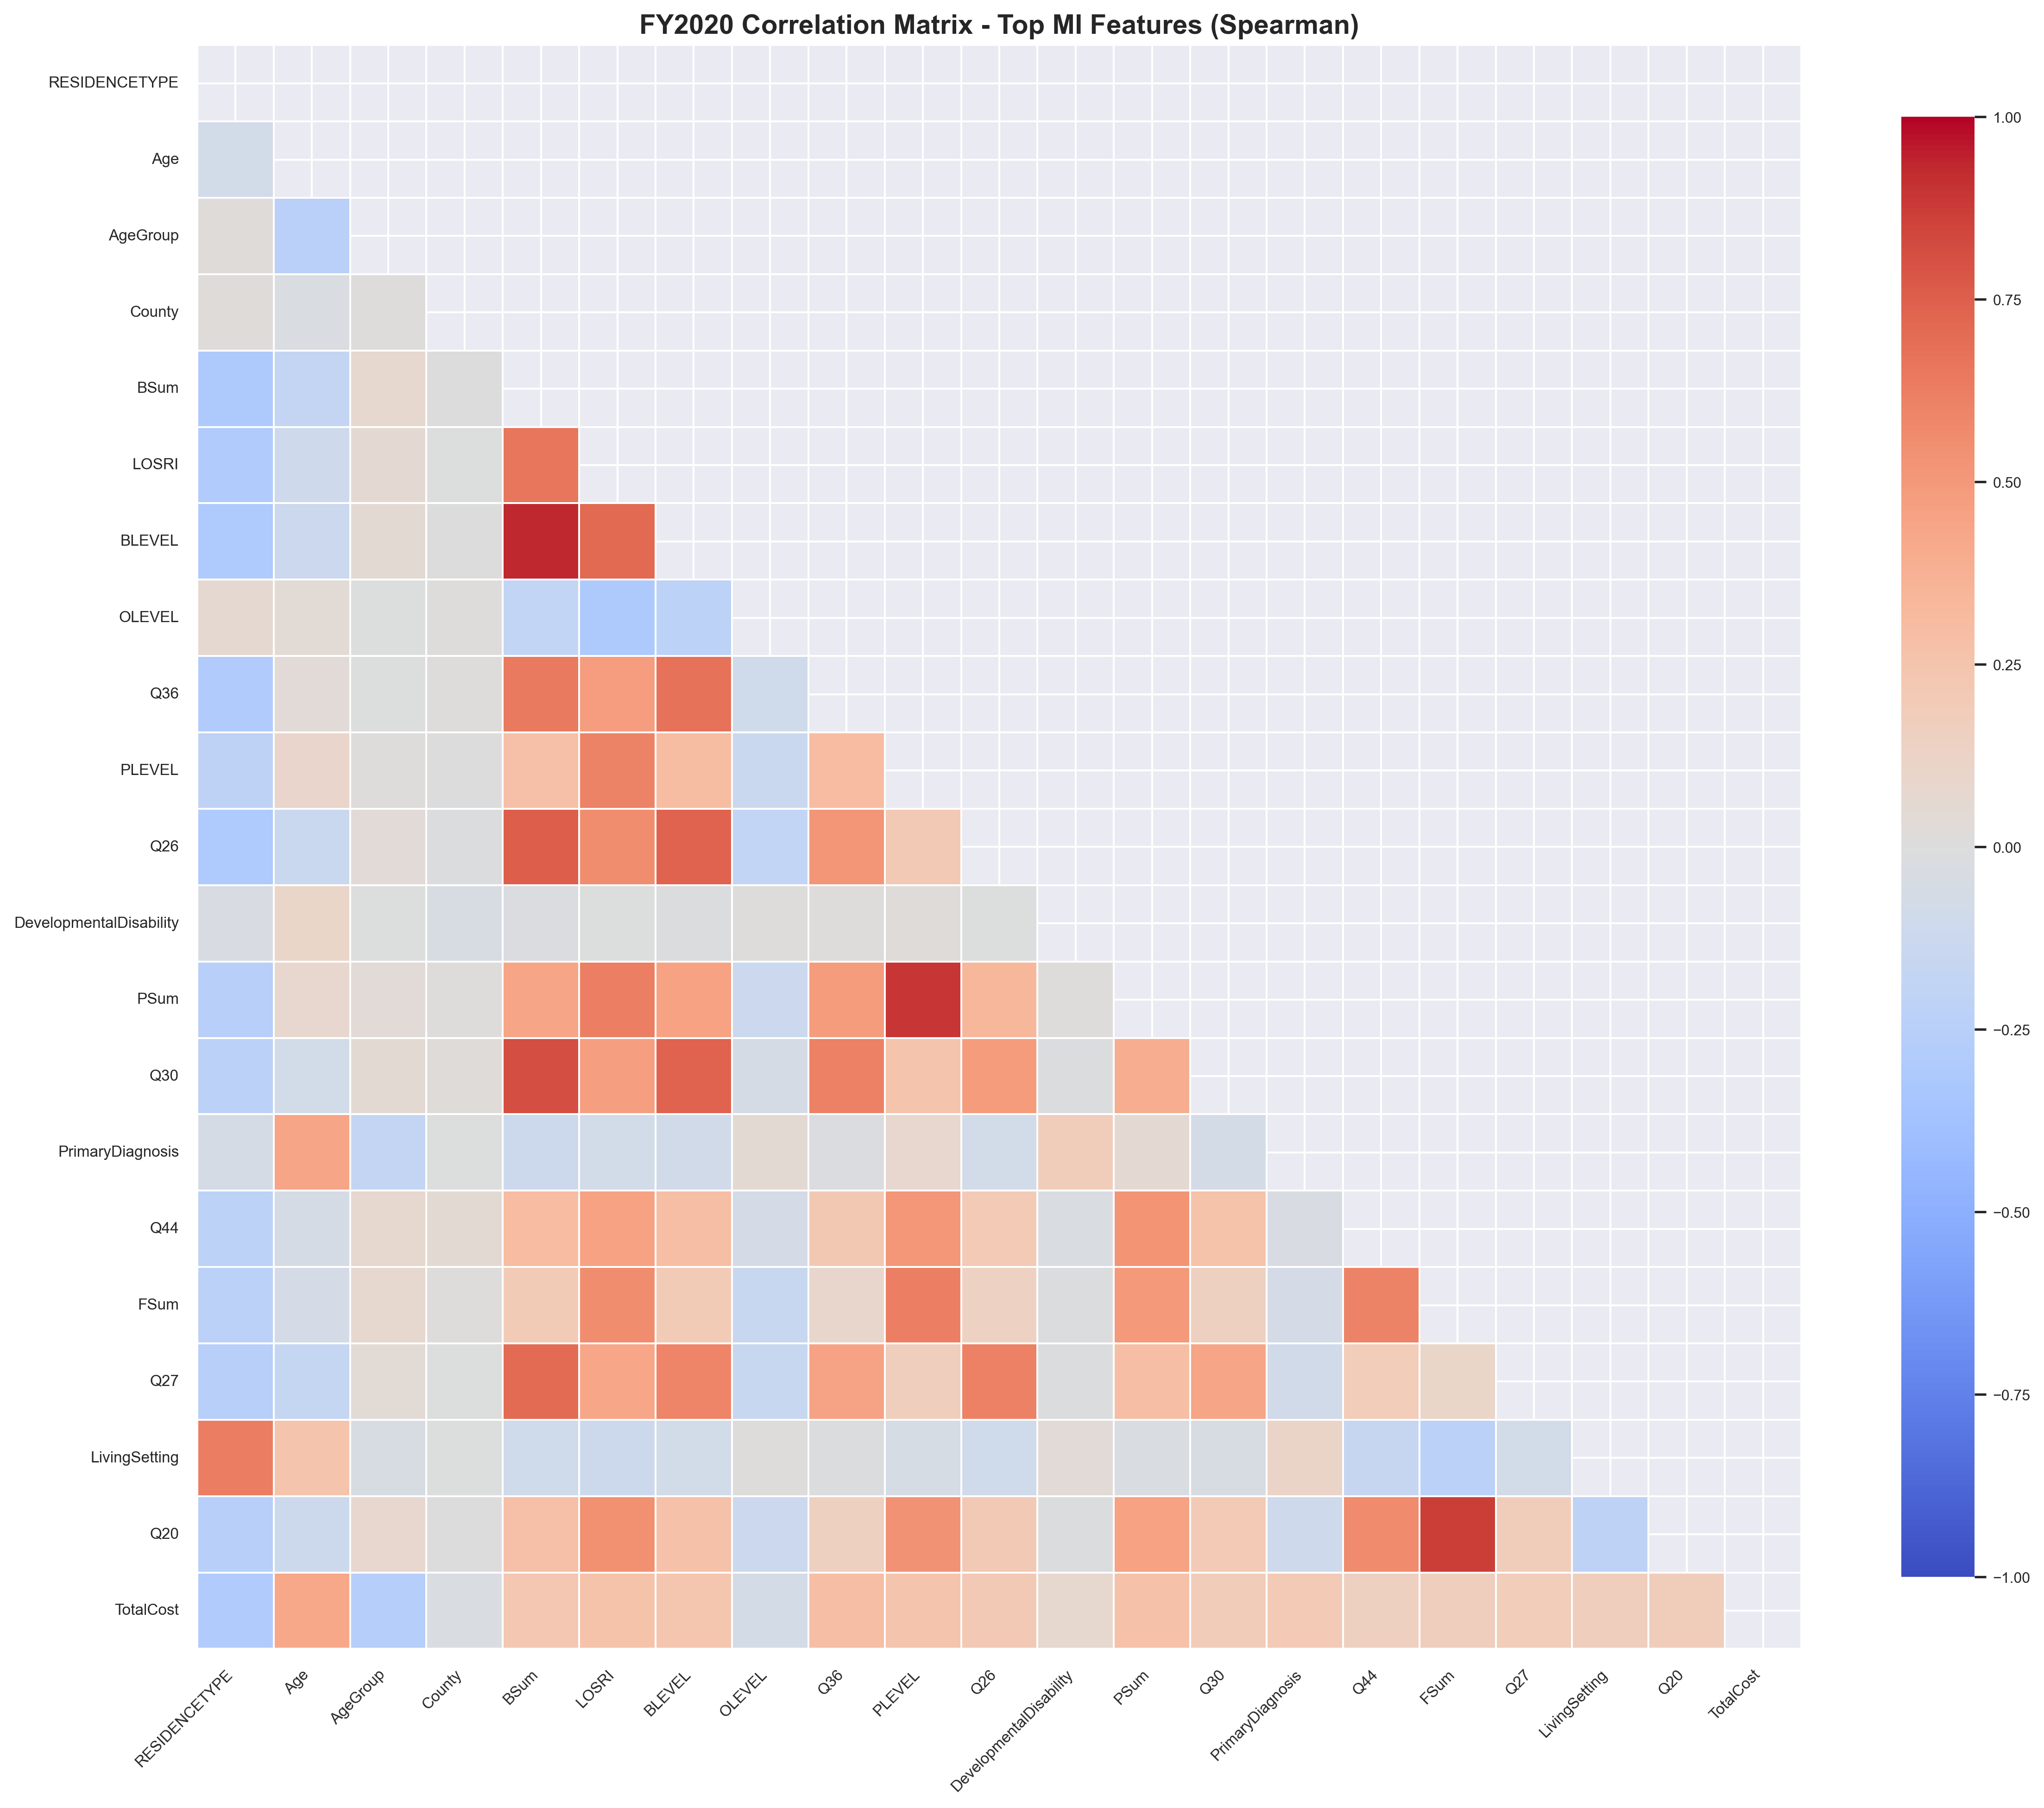 FY2020 Correlation Matrix - Top MI Features (Spearman)
RESIDENCETYPE
Age
AgeGroup
County
BSum
LOSRI
BLEVEL
OLEVEL
Q36
PLEVEL
Q26
DevelopmentalDisability
PSum
Q30
PrimaryDiagnosis
Q44
FSum
Q27
LivingSetting
Q20
TotalCost
RESIDENCETYPE
Age
AgeGroup
County
BSum
LOSRI
BLEVEL
OLEVEL
Q36
PLEVEL
Q26
DevelopmentalDisability
PSum
Q30
PrimaryDiagnosis
Q44
FSum
Q27
LivingSetting
Q20
TotalCost
1.00
0.75
0.50
0.25
0.00
−0.25
−0.50
−0.75
−1.00